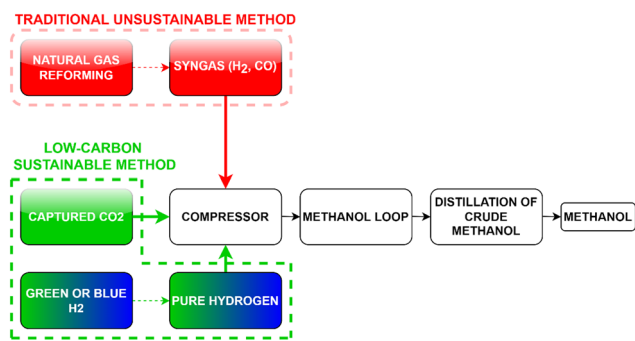 TRADITIONAL UNSUSTAINABLE METHOD
NATURAL GAS
REFORMING
SYNGAS (H₂, CO)
LOW-CARBON
SUSTAINABLE METHOD
CAPTURED CO2
COMPRESSOR
METHANOL LOOP
DISTILLATION OF
CRUDE
METHANOL
METHANOL
GREEN OR BLUE
H2
PURE HYDROGEN